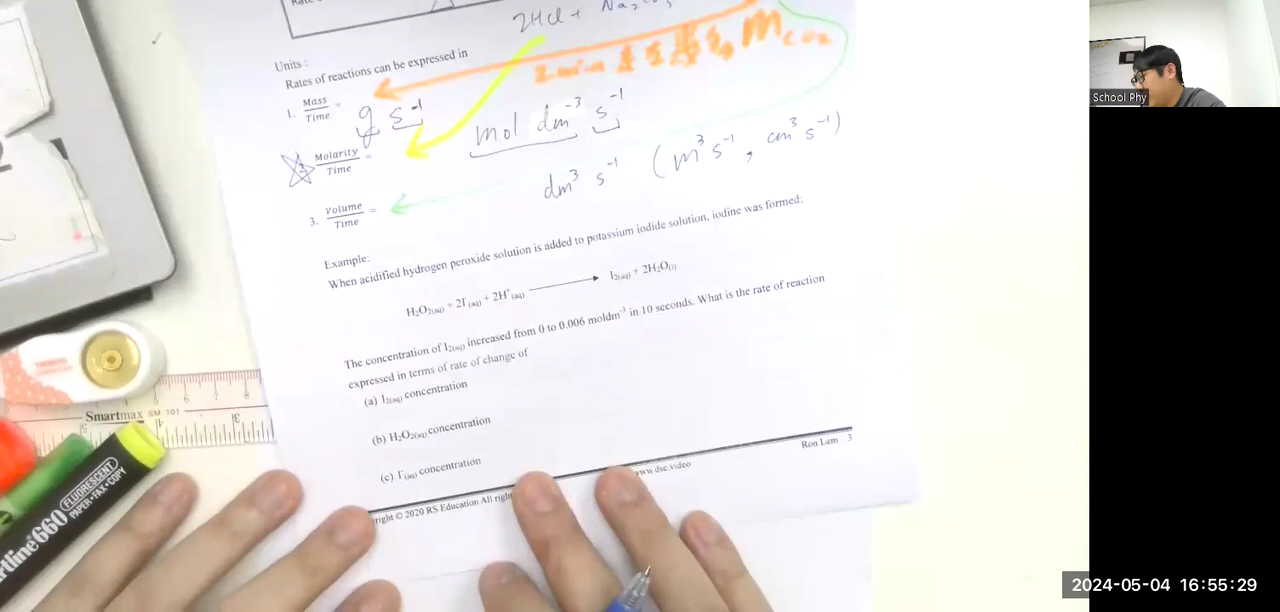 2HCl +
Units :
Rates of reactions can be expressed in
2 min
1. Mass/Time = g s⁻¹
2. Molarity/Time = mol dm⁻³ s⁻¹
3. Volume/Time = dm³ s⁻¹ (m³ s⁻¹, cm³ s⁻¹)
Example:
When acidified hydrogen peroxide solution is added to potassium iodide solution, iodine was formed:
H₂O₂(aq) + 2I⁻(aq) + 2H⁺(aq) ⟶ I₂(aq) + 2H₂O(l)
The concentration of I₂(aq) increased from 0 to 0.006 moldm⁻³ in 10 seconds. What is the rate of reaction
expressed in terms of rate of change of
(a) I₂(aq) concentration
(b) H₂O₂(aq) concentration
(c) I⁻(aq) concentration
Ron Lam 3
right © 2020 RS Education All
www.dse.video
Smartmax SM-101
660
FLUORESCENT
PAPER•FAX•COPY
School Phy
2024-05-04 16:55:29